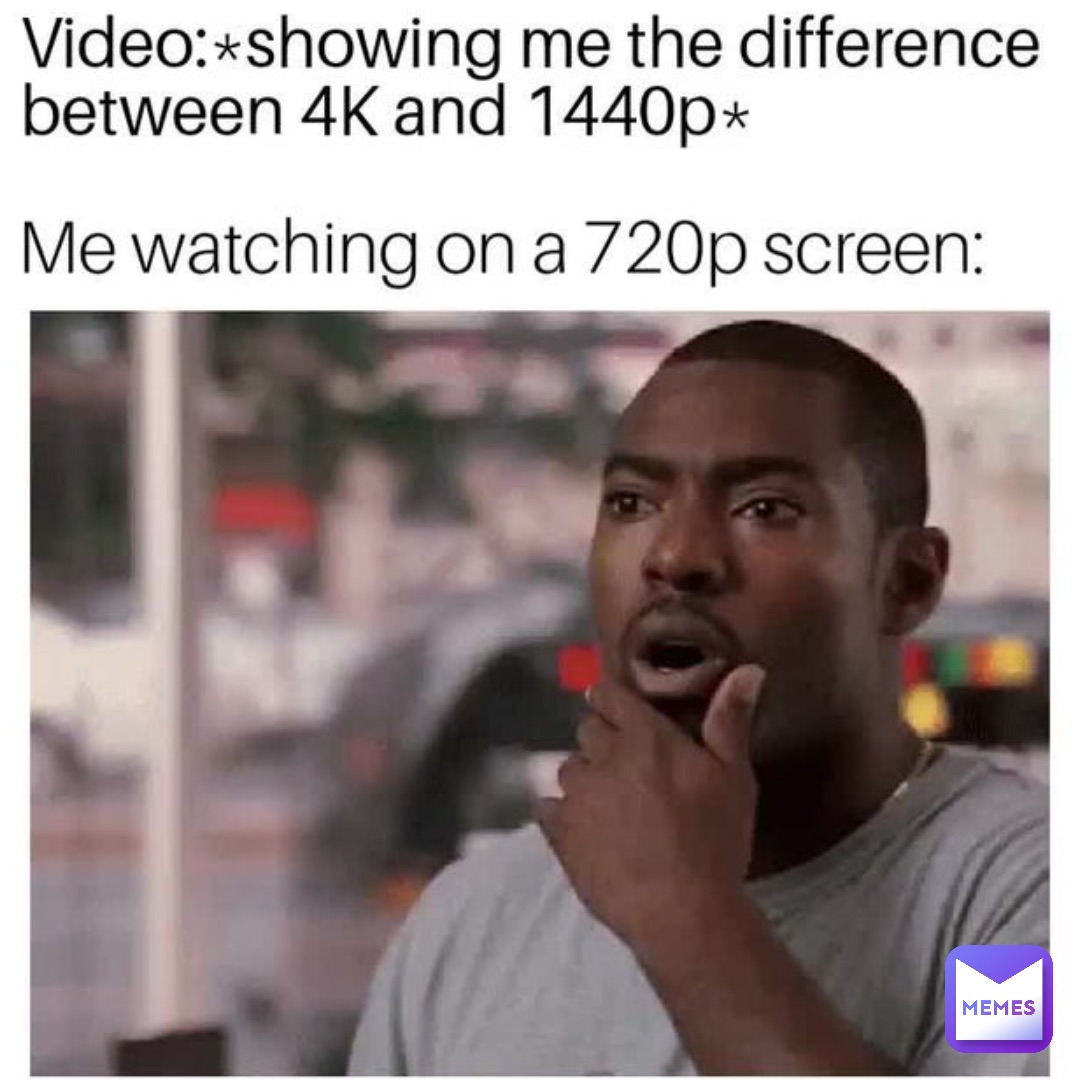 Video:*showing me the difference
between 4K and 1440p*
Me watching on a 720p screen:
MEMES